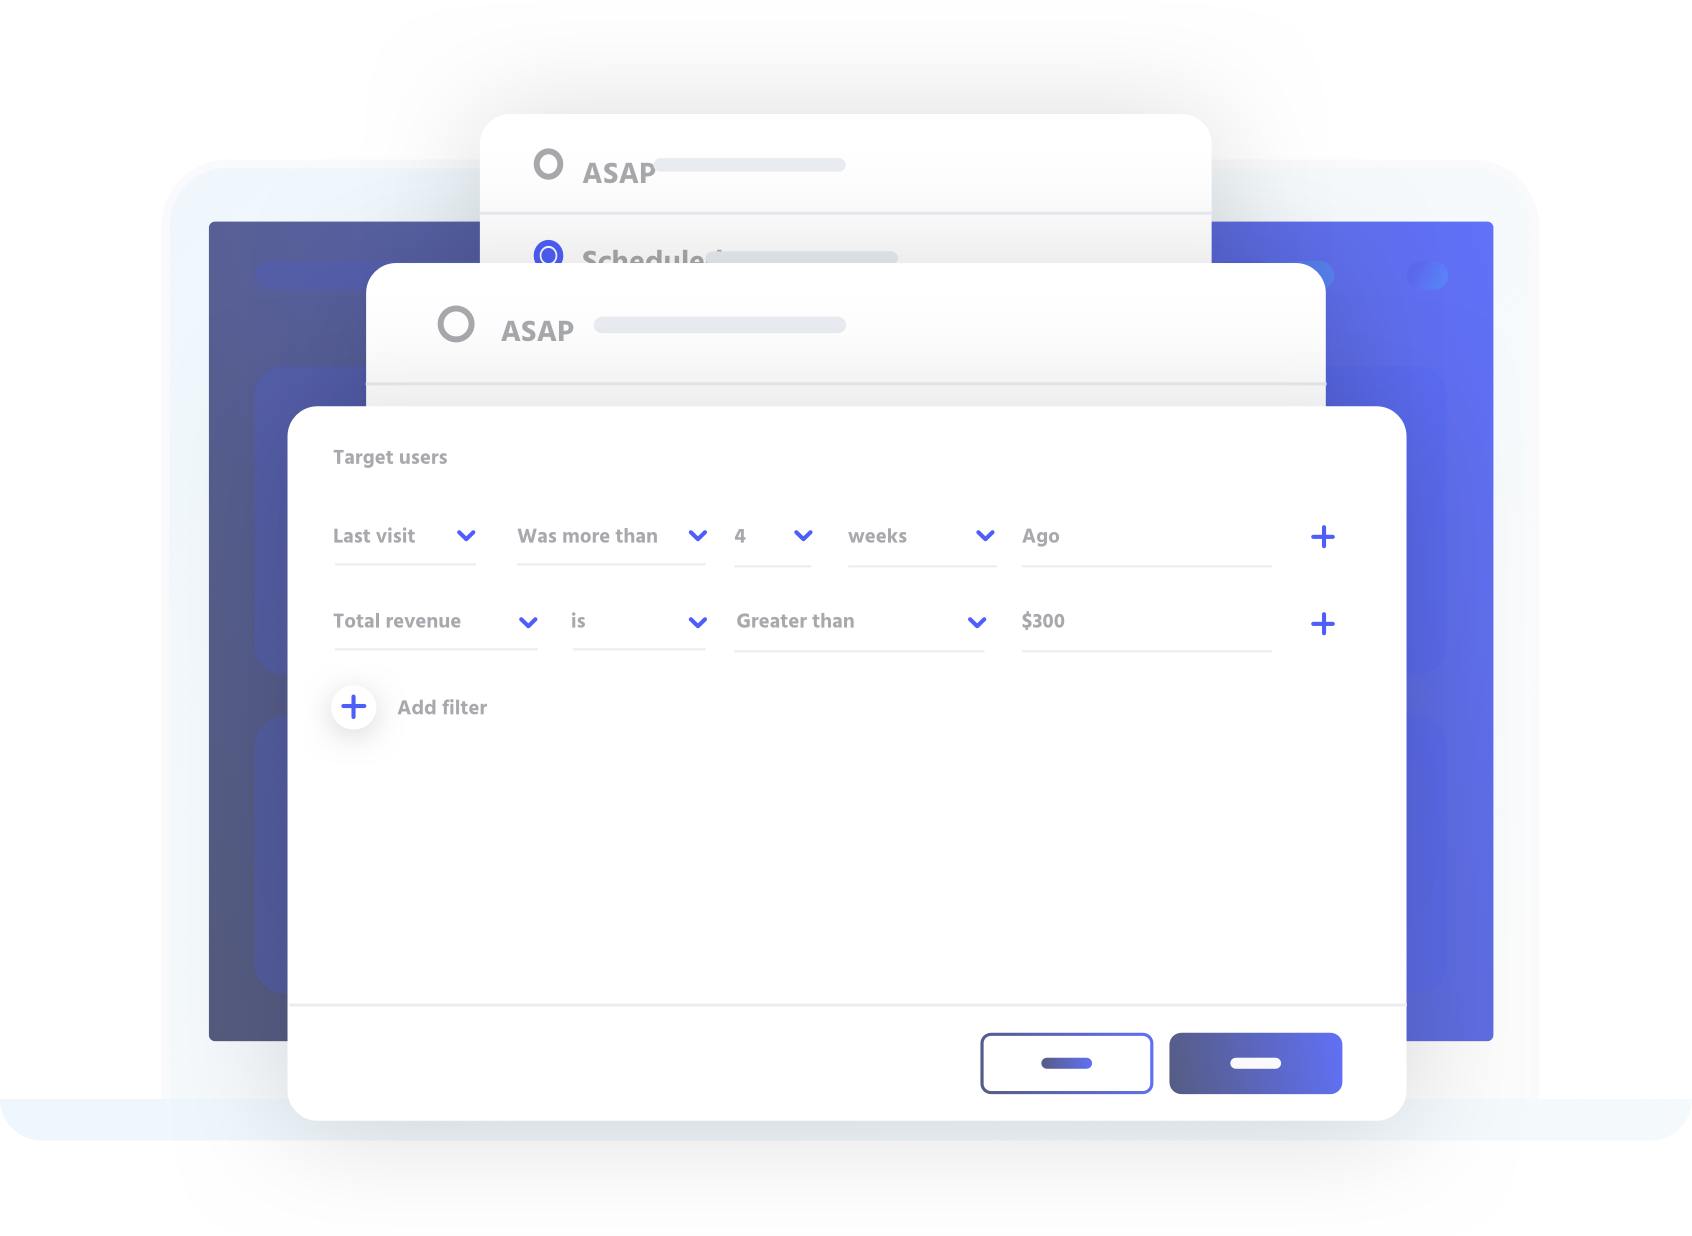 ASAP
Scheduled
ASAP
Target users
Last visit Was more than 4 weeks Ago
Total revenue is Greater than $300
Add filter